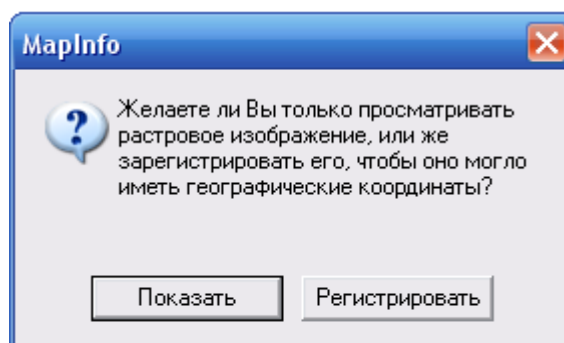 MapInfo
Желаете ли Вы только просматривать
растровое изображение, или же
зарегистрировать его, чтобы оно могло
иметь географические координаты?
Показать Регистрировать